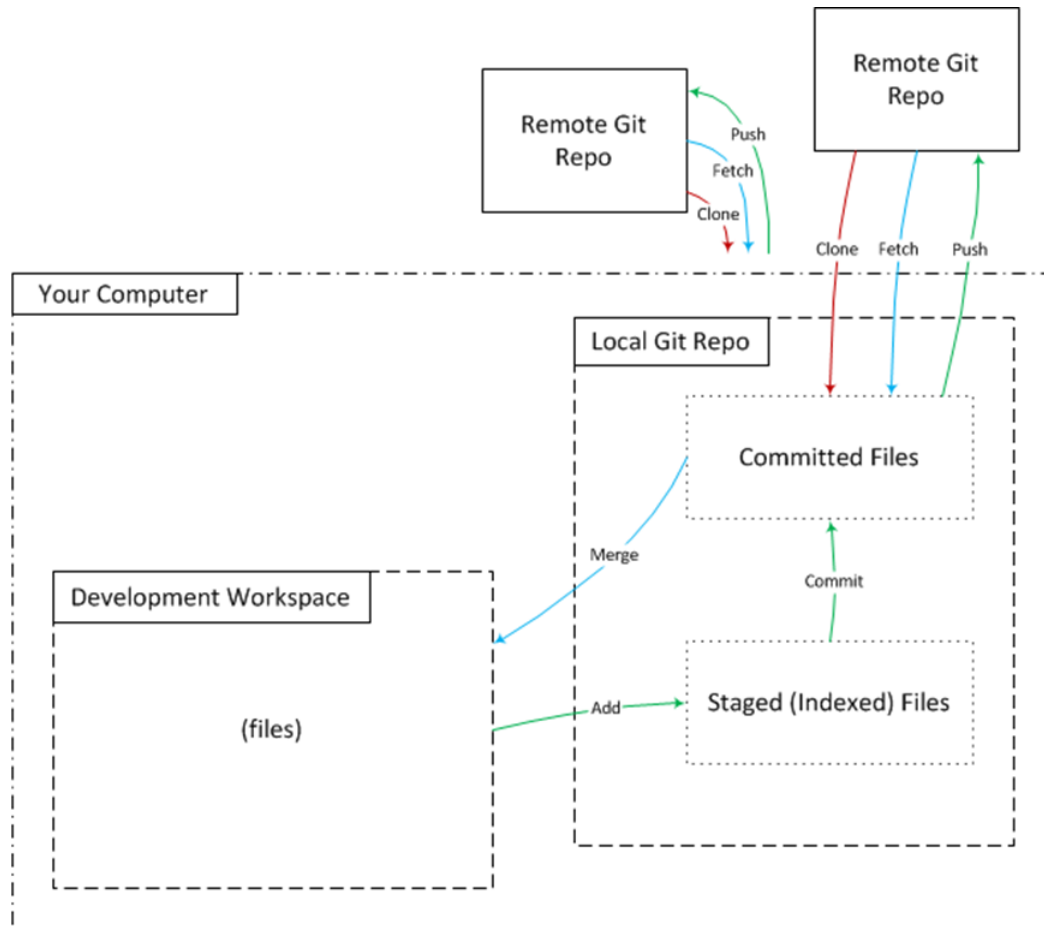 Remote Git
Repo
Remote Git
Repo
Push
Fetch
Clone
Clone
Fetch
Push
Your Computer
Local Git Repo
Committed Files
Merge
Commit
Development Workspace
(files)
Add
Staged (Indexed) Files